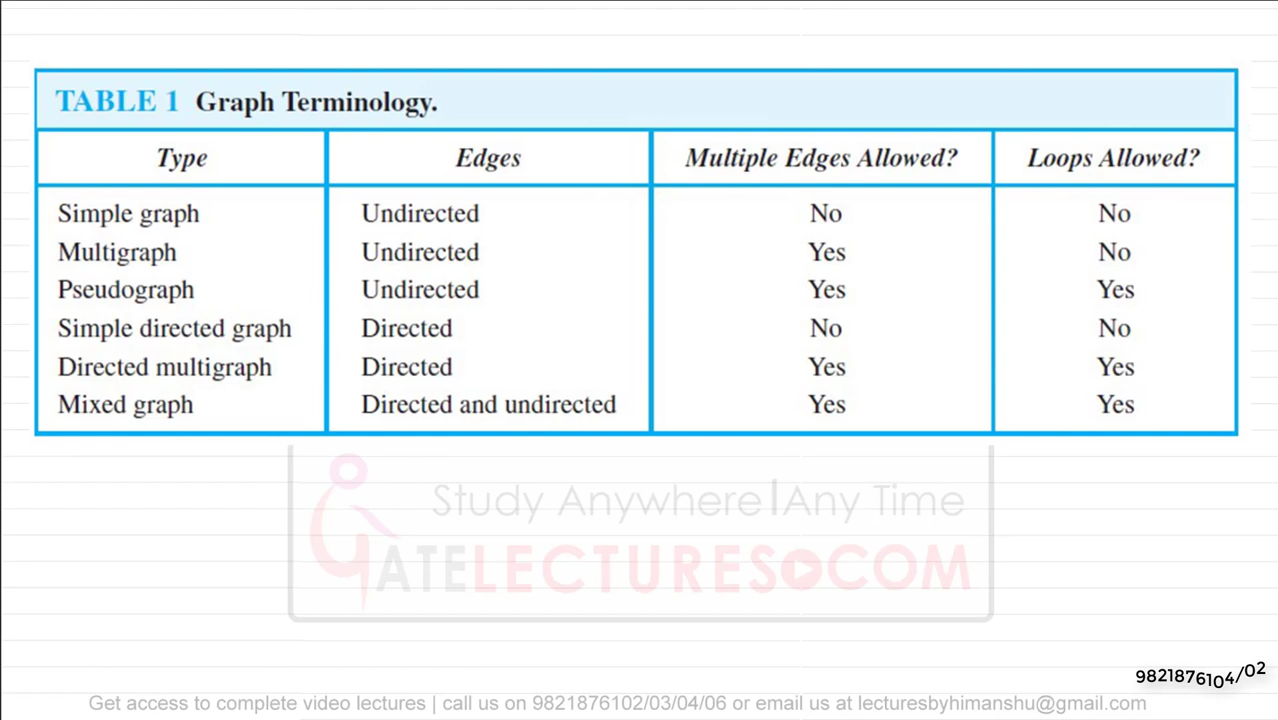 TABLE 1 Graph Terminology.
Type Edges Multiple Edges Allowed? Loops Allowed?
Simple graph Undirected No No
Multigraph Undirected Yes No
Pseudograph Undirected Yes Yes
Simple directed graph Directed No No
Directed multigraph Directed Yes Yes
Mixed graph Directed and undirected Yes Yes
Study Anywhere|Any Time
GATELECTURES.COM
9821876104/02
Get access to complete video lectures | call us on 9821876102/03/04/06 or email us at lecturesbyhimanshu@gmail.com